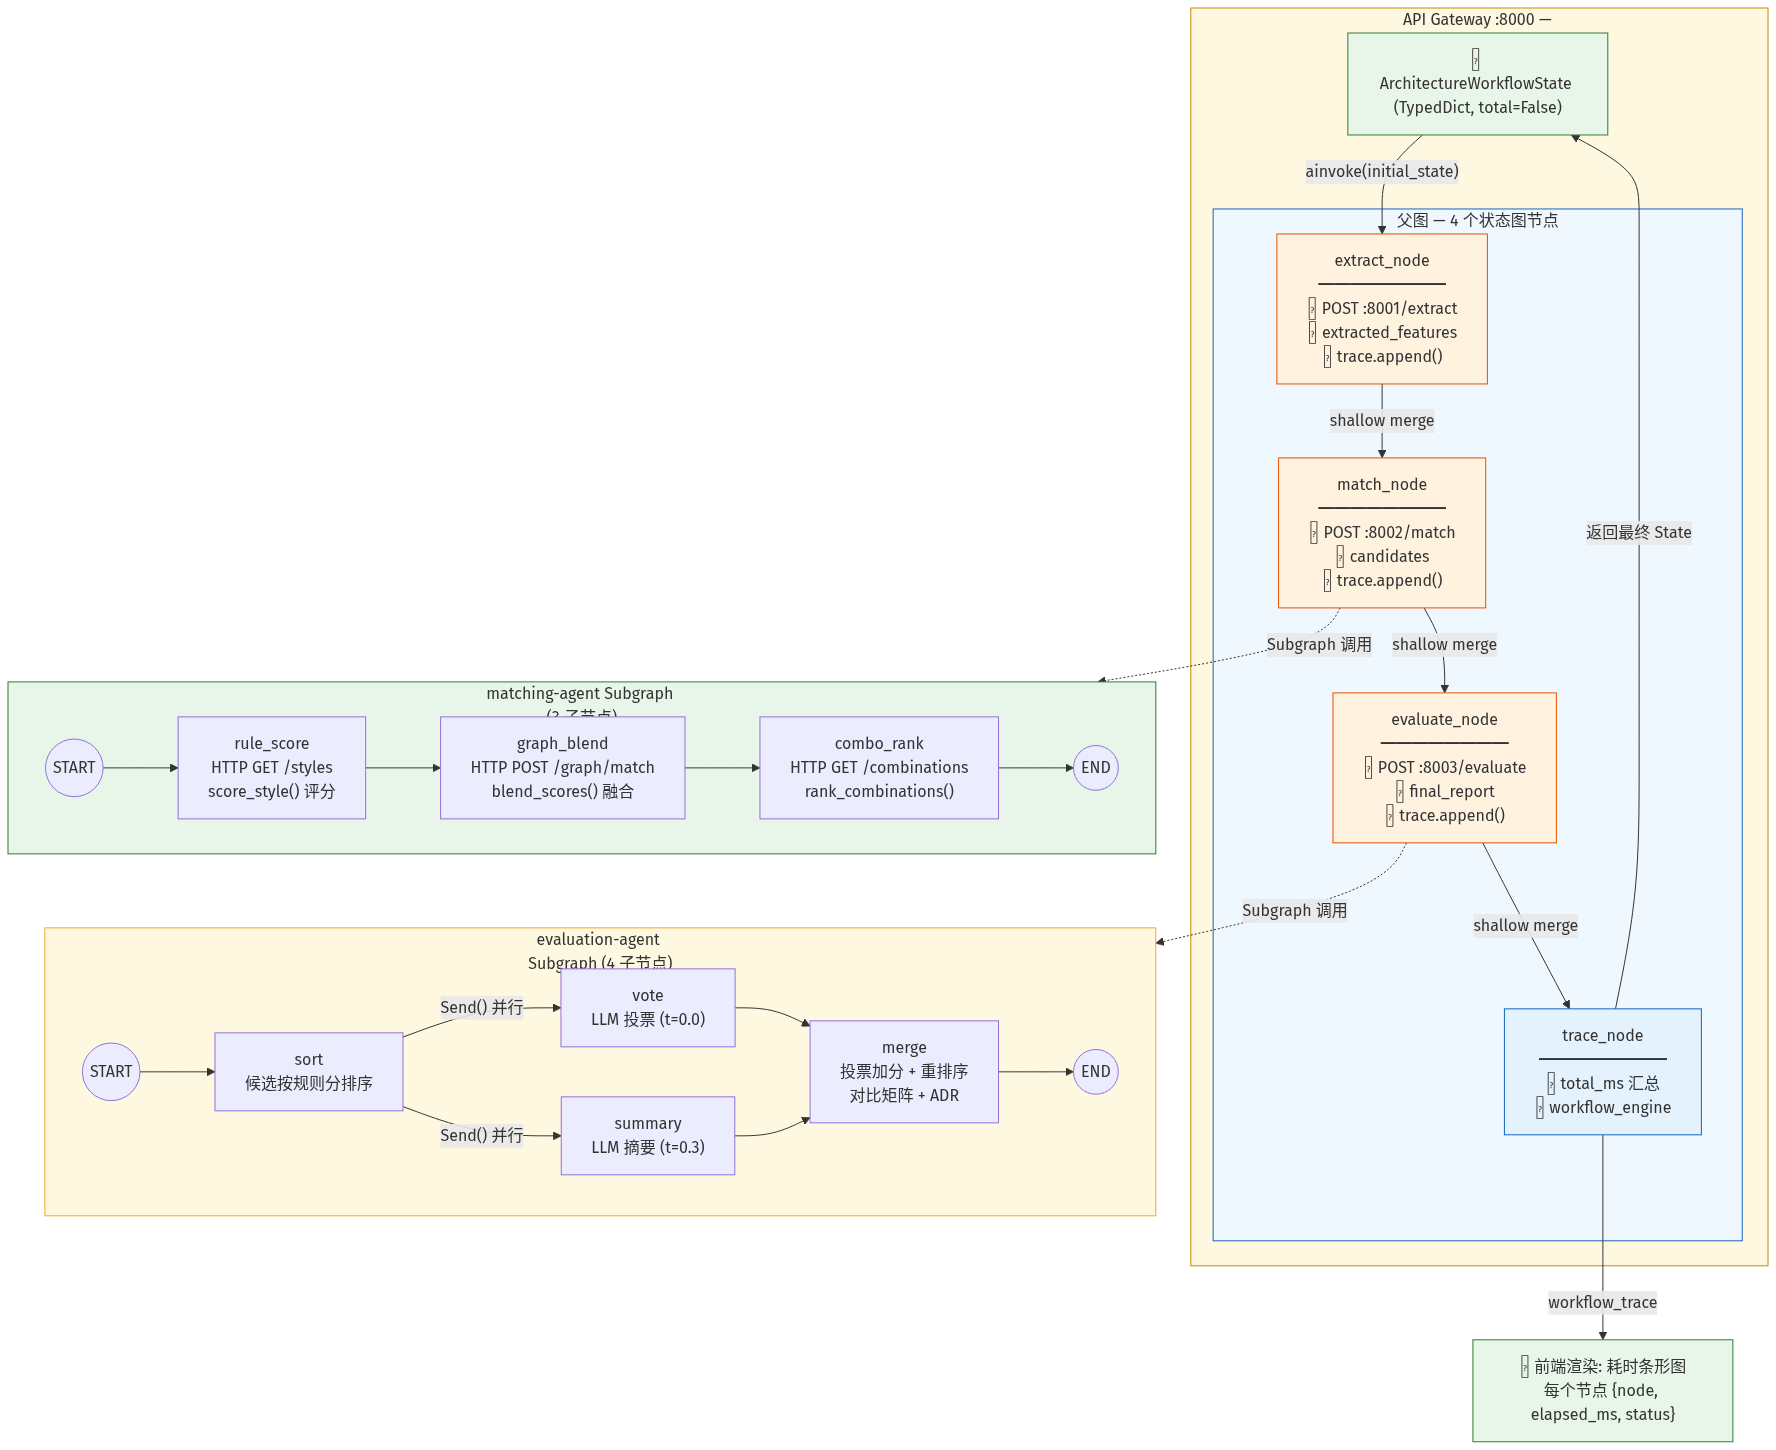 API Gateway :8000 —
ArchitectureWorkflowState
(TypedDict, total=False)
ainvoke(initial_state)
父图 — 4 个状态图节点
extract_node
POST :8001/extract
extracted_features
trace.append()
shallow merge
match_node
POST :8002/match
candidates
trace.append()
返回最终 State
Subgraph 调用
shallow merge
matching-agent Subgraph
START
rule_score
HTTP GET /styles
score_style() 评分
graph_blend
HTTP POST /graph/match
blend_scores() 融合
combo_rank
HTTP GET /combinations
rank_combinations()
END
evaluate_node
POST :8003/evaluate
final_report
trace.append()
Subgraph 调用
shallow merge
evaluation-agent
Subgraph (4 子节点)
START
sort
候选按规则分排序
Send() 并行
Send() 并行
vote
LLM 投票 (t=0.0)
summary
LLM 摘要 (t=0.3)
merge
投票加分 + 重排序
对比矩阵 + ADR
END
trace_node
total_ms 汇总
workflow_engine
workflow_trace
前端渲染: 耗时条形图
每个节点 {node,
elapsed_ms, status}